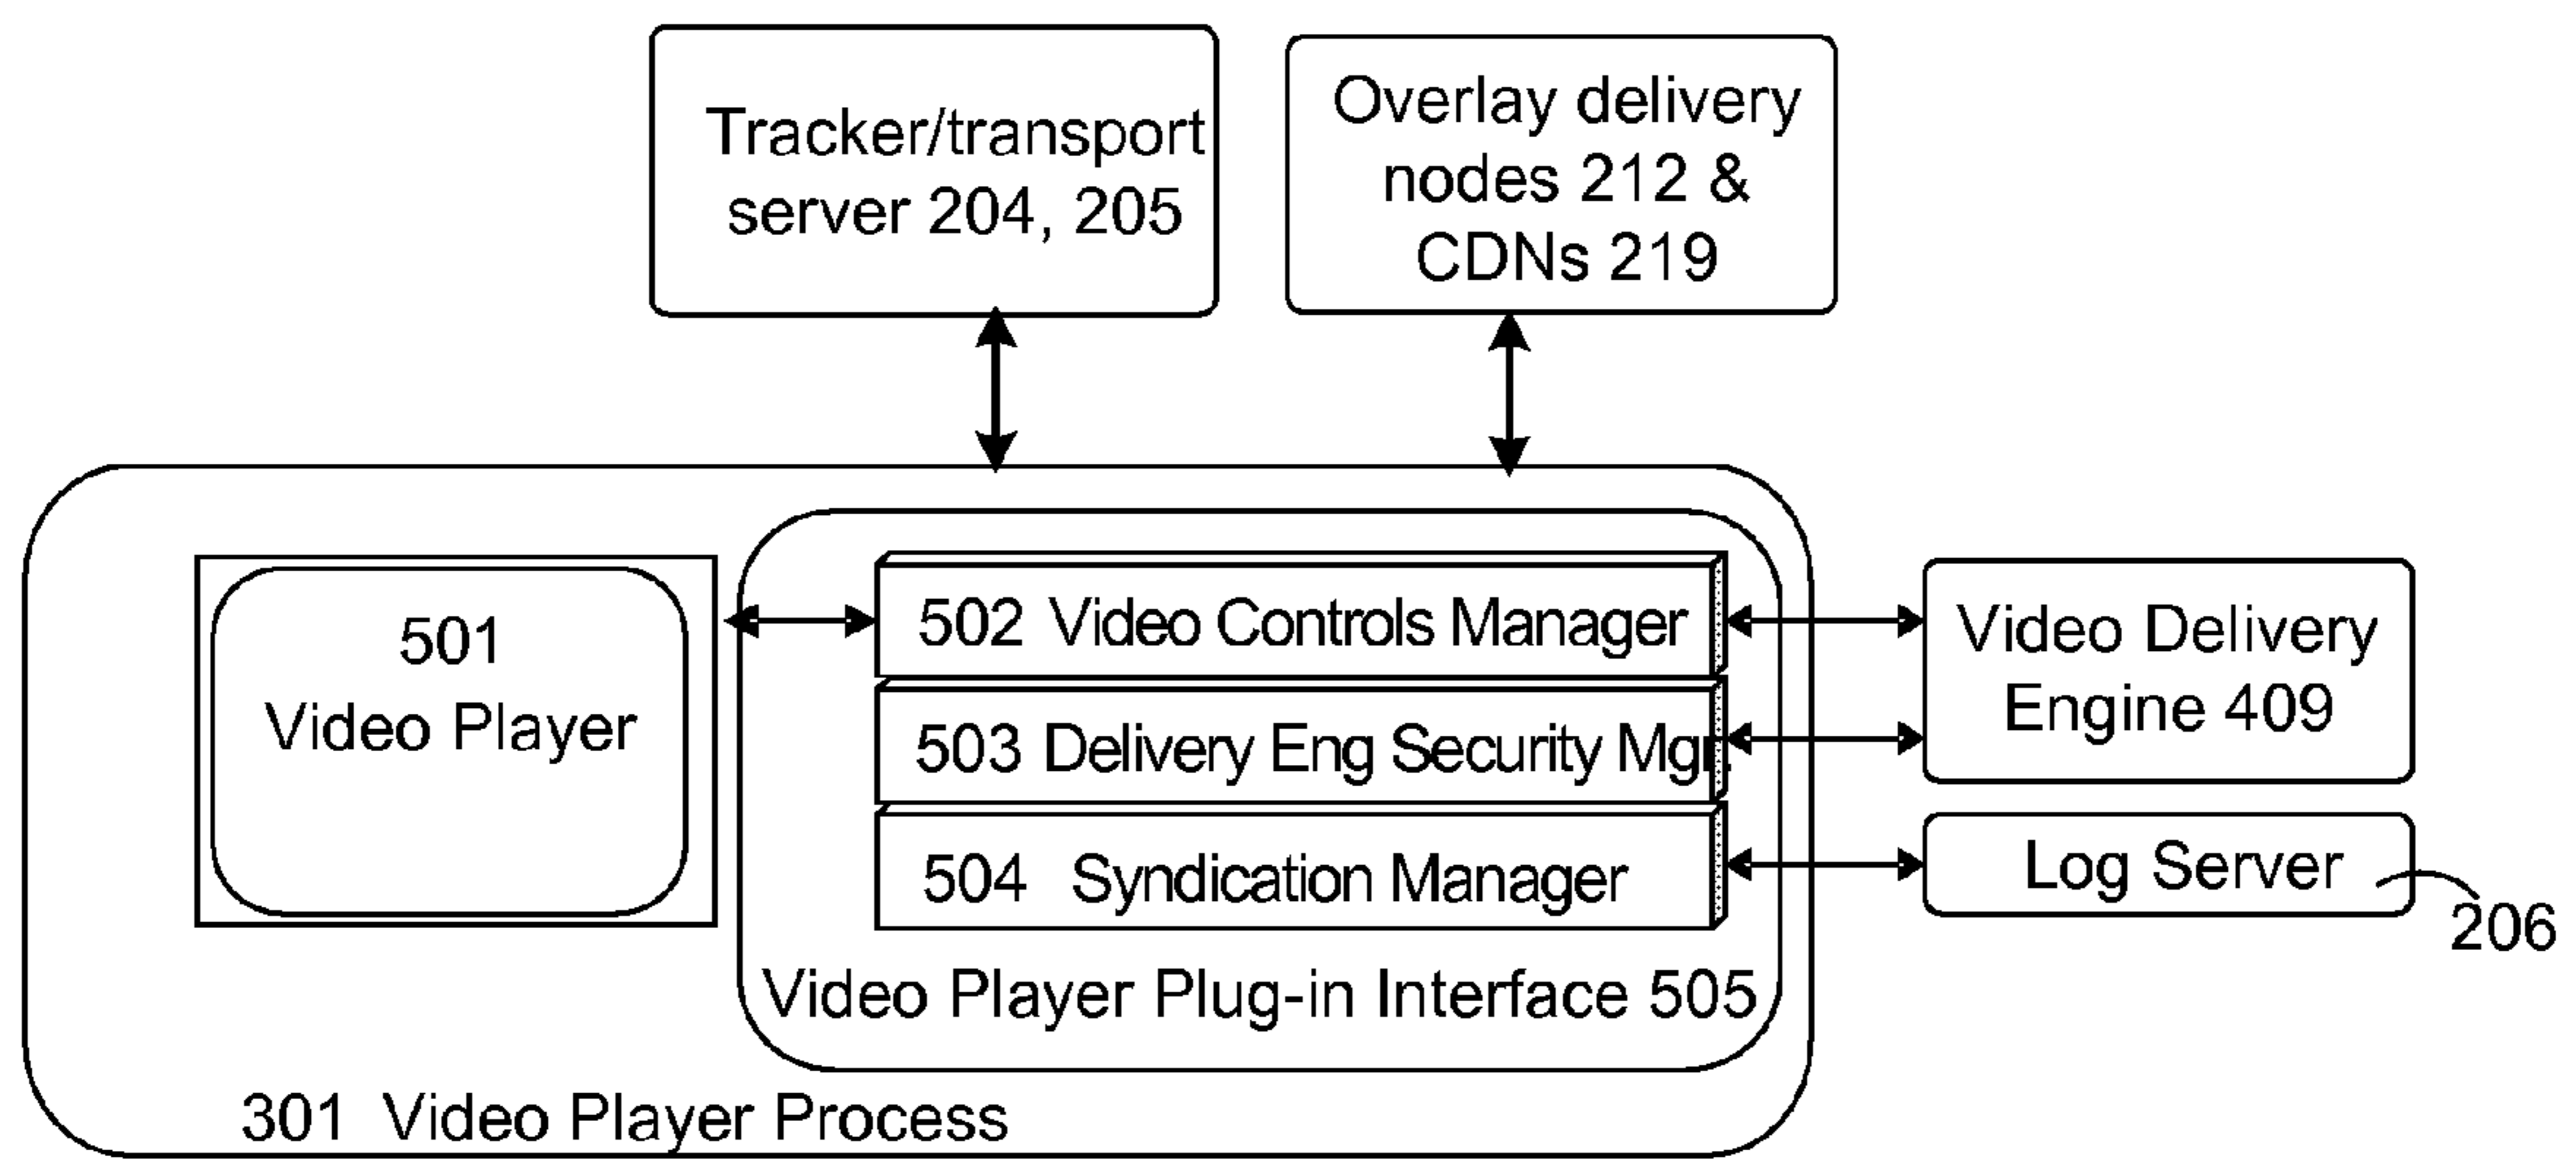 Tracker/transport
server 204, 205
Overlay delivery
nodes 212 &
CDNs 219
501
Video Player
502 Video Controls Manager
503 Delivery Eng Security Mgr.
504 Syndication Manager
Video Player Plug-in Interface 505
301 Video Player Process
Video Delivery
Engine 409
Log Server
206